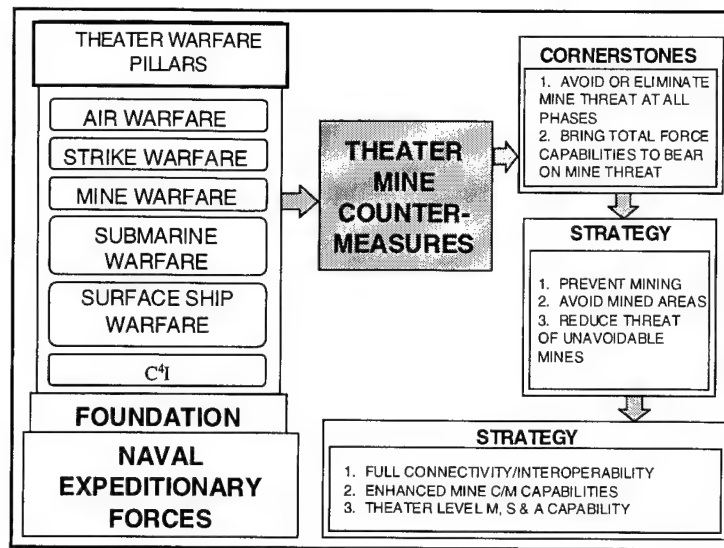 THEATER WARFARE
PILLARS
AIR WARFARE
STRIKE WARFARE
MINE WARFARE
SUBMARINE
WARFARE
SURFACE SHIP
WARFARE
C⁴I
FOUNDATION
NAVAL
EXPEDITIONARY
FORCES
THEATER
MINE
COUNTER-
MEASURES
CORNERSTONES
1. AVOID OR ELIMINATE
MINE THREAT AT ALL
PHASES
2. BRING TOTAL FORCE
CAPABILITIES TO BEAR
ON MINE THREAT
STRATEGY
1. PREVENT MINING
2. AVOID MINED AREAS
3. REDUCE THREAT
OF UNAVOIDABLE
MINES
STRATEGY
1. FULL CONNECTIVITY/INTEROPERABILITY
2. ENHANCED MINE C/M CAPABILITIES
3. THEATER LEVEL M, S & A CAPABILITY